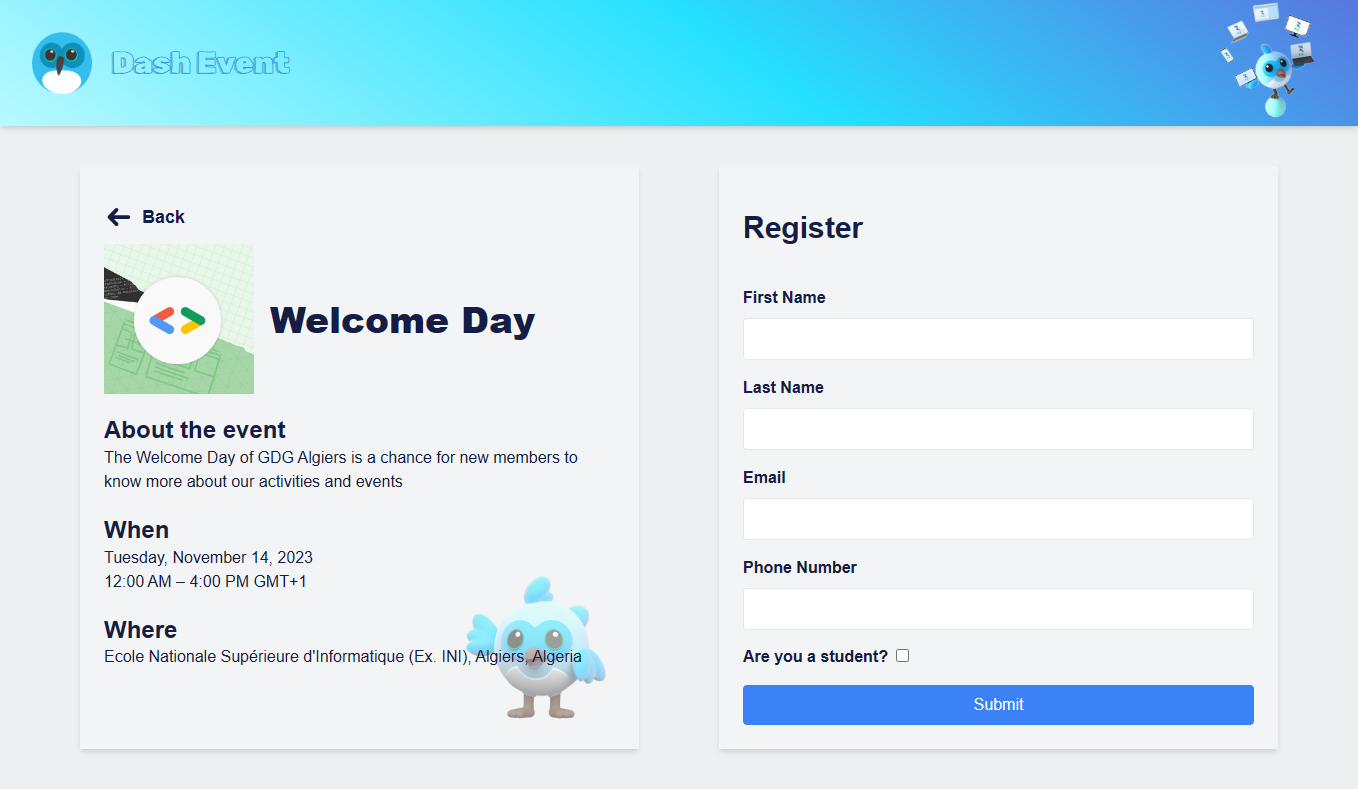 Dash Event
Back
Welcome Day
About the event
The Welcome Day of GDG Algiers is a chance for new members to
know more about our activities and events
When
Tuesday, November 14, 2023
12:00 AM – 4:00 PM GMT+1
Where
Ecole Nationale Supérieure d'Informatique (Ex. INI), Algiers, Algeria
Register
First Name
Last Name
Email
Phone Number
Are you a student?
Submit